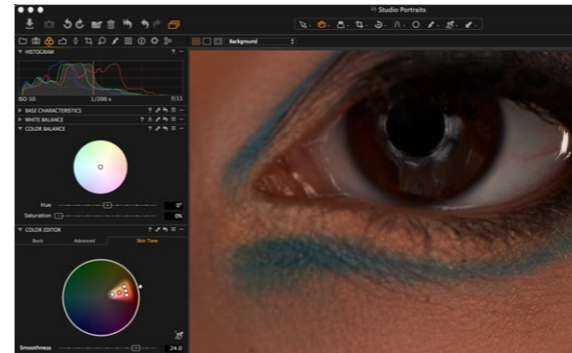 Studio Portraits
Background
HISTOGRAM
ISO 50 1/200 s f/11
BASE CHARACTERISTICS
WHITE BALANCE
COLOR BALANCE
Hue 0°
Saturation 0%
COLOR EDITOR
Basic Advanced Skin Tone
Smoothness 24.0